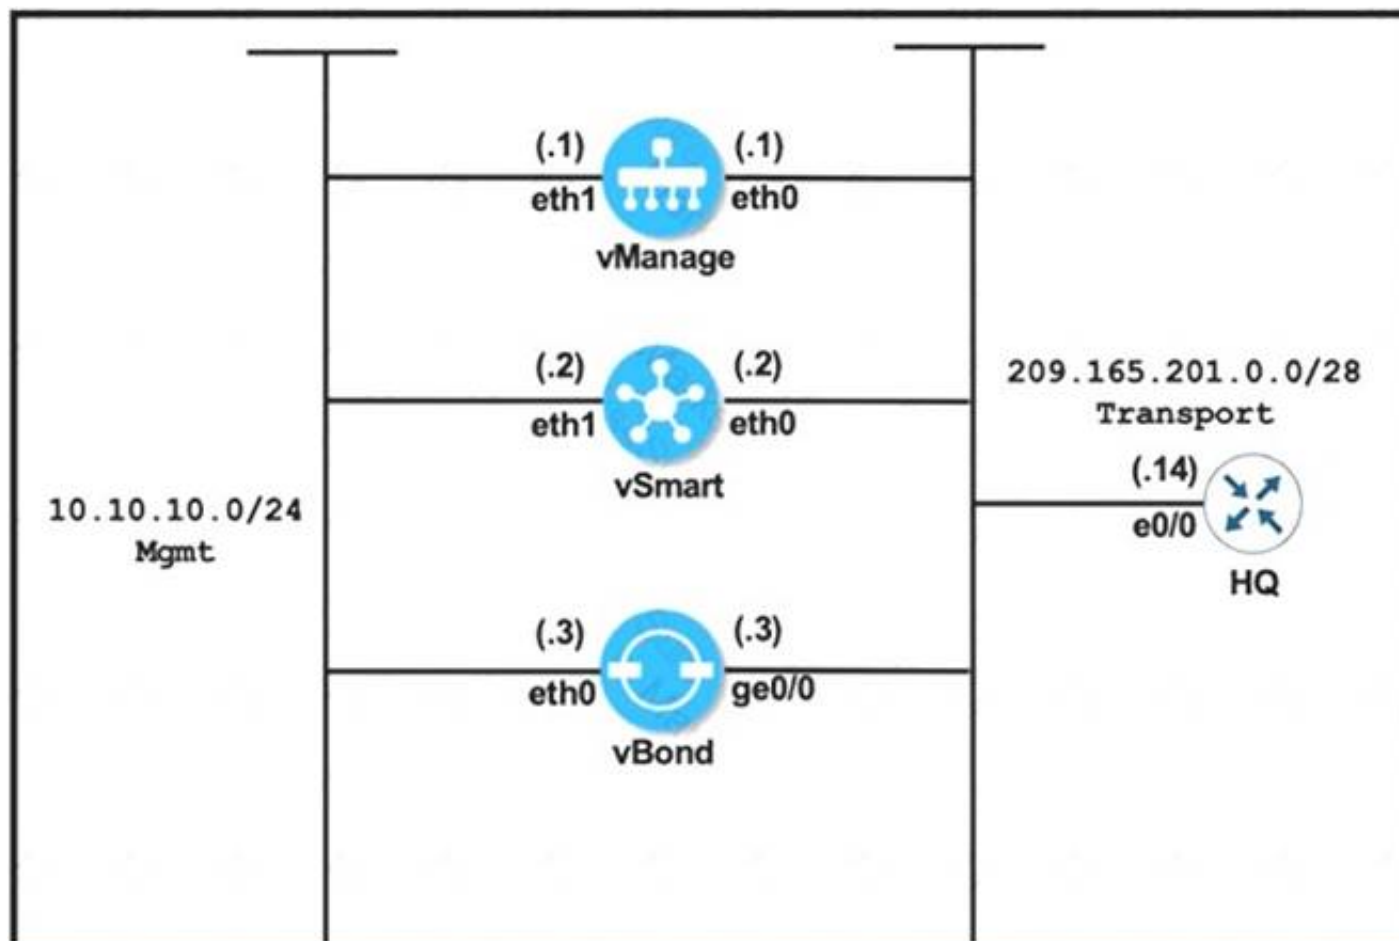 (.1) (.1)
eth1 eth0
vManage
(.2) (.2)
eth1 eth0
vSmart
209.165.201.0.0/28
Transport
(.14)
e0/0
HQ
10.10.10.0/24
Mgmt
(.3) (.3)
eth0 ge0/0
vBond